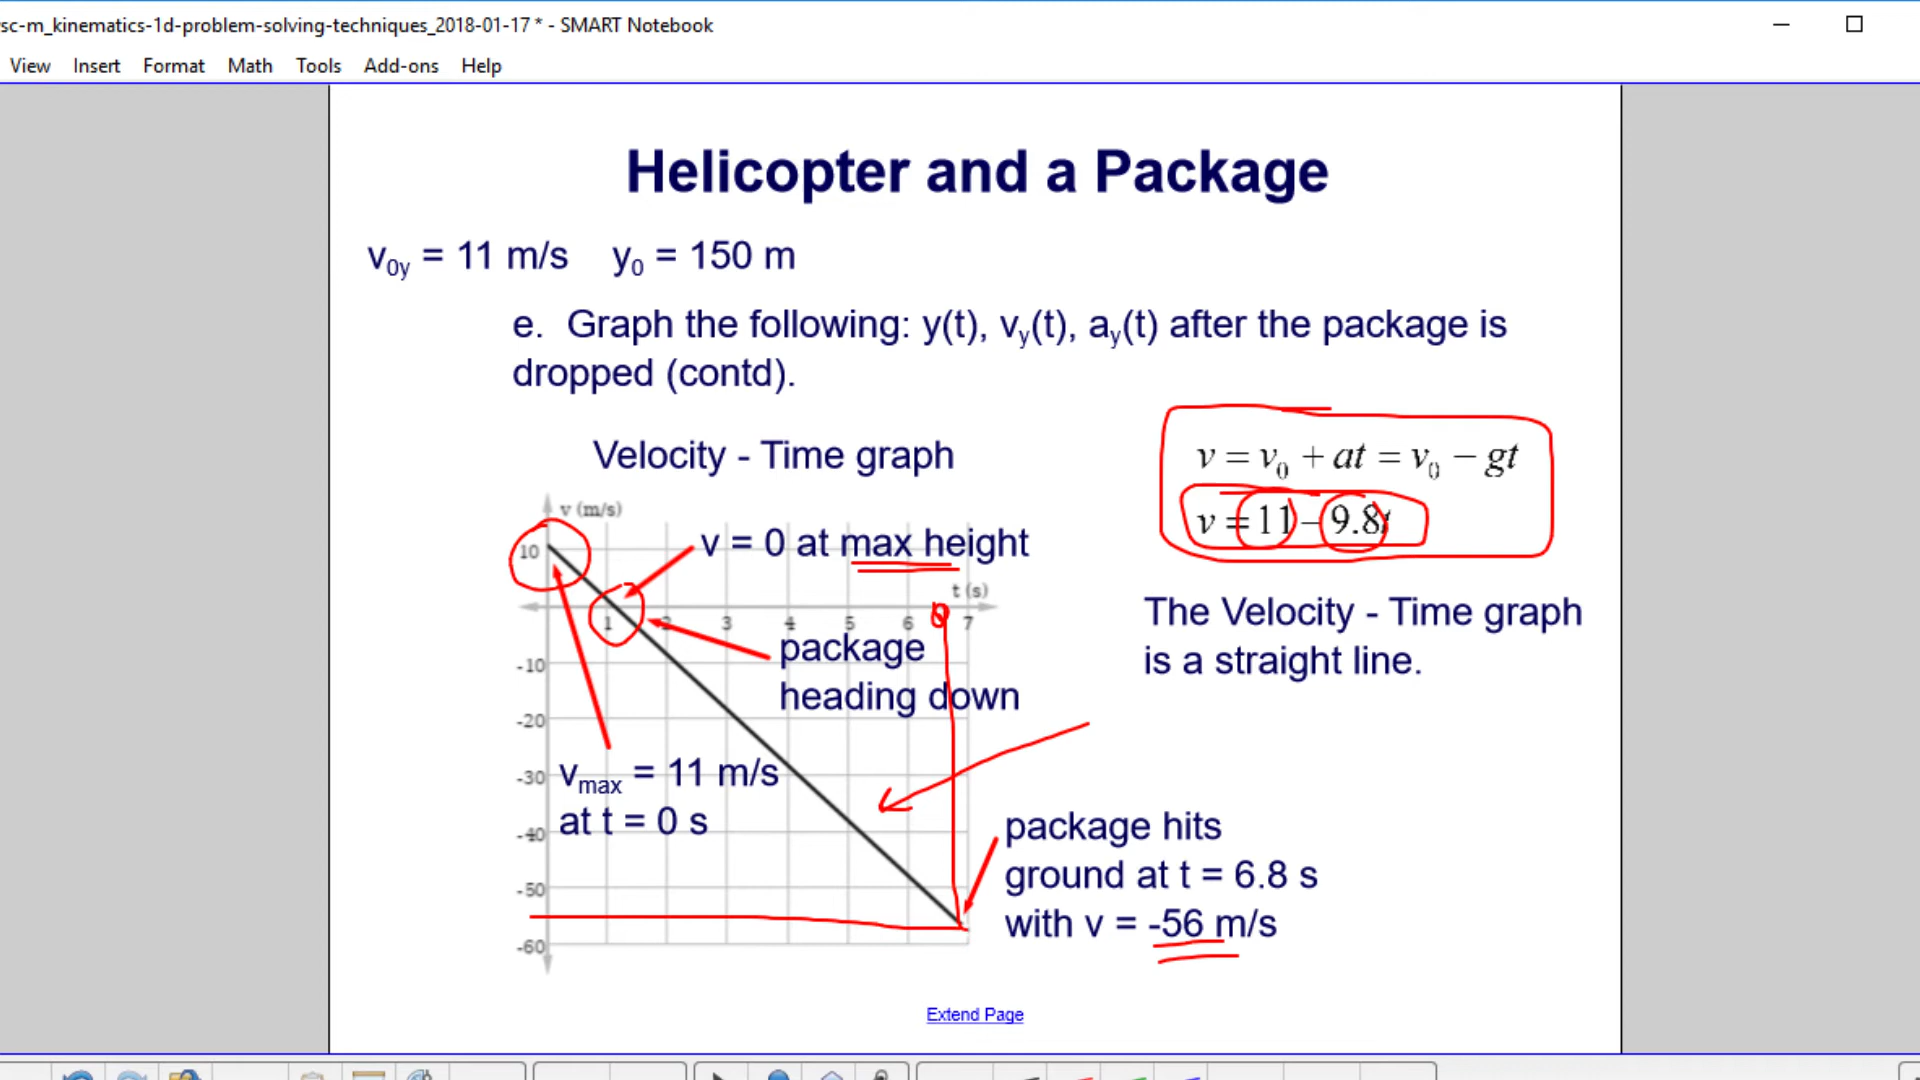 sc-m_kinematics-1d-problem-solving-techniques_2018-01-17 * - SMART Notebook
View Insert Format Math Tools Add-ons Help
Helicopter and a Package
v0y = 11 m/s y0 = 150 m
e. Graph the following: y(t), vy(t), ay(t) after the package is
dropped (contd).
Velocity - Time graph
v = v0 + at = v0 − gt
v = 11 − 9.8t
v (m/s)
v = 0 at max height
t (s)
10
1 2 3 4 5 6 7
-10
-20
-30
-40
-50
-60
package
heading down
The Velocity - Time graph
is a straight line.
vmax = 11 m/s
at t = 0 s
package hits
ground at t = 6.8 s
with v = -56 m/s
Extend Page